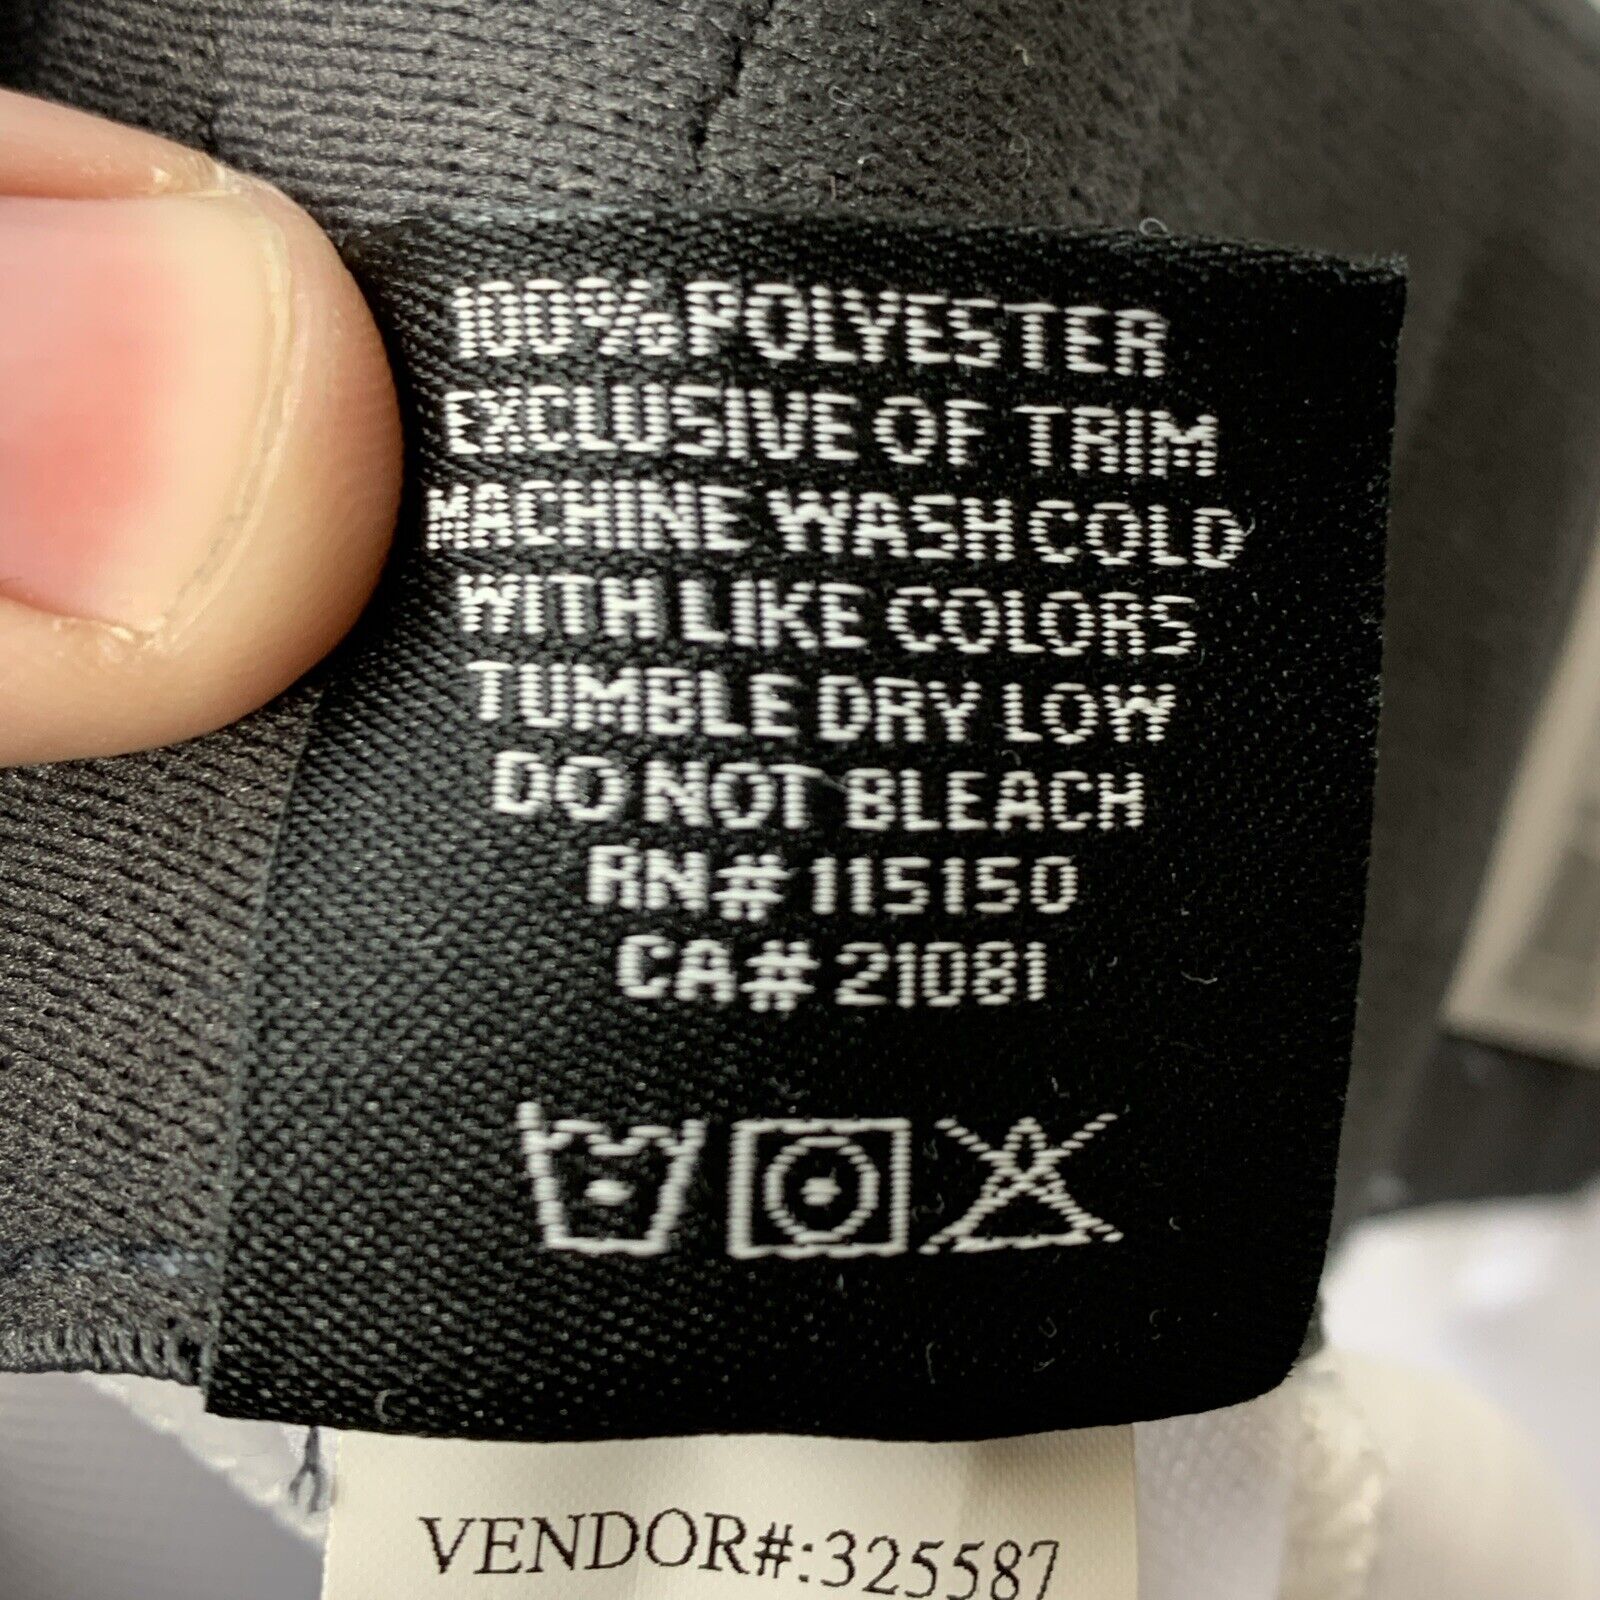 100% POLYESTER
EXCLUSIVE OF TRIM
MACHINE WASH COLD
WITH LIKE COLORS
TUMBLE DRY LOW
DO NOT BLEACH
RN# 115150
CA# 21081
VENDOR#:325587